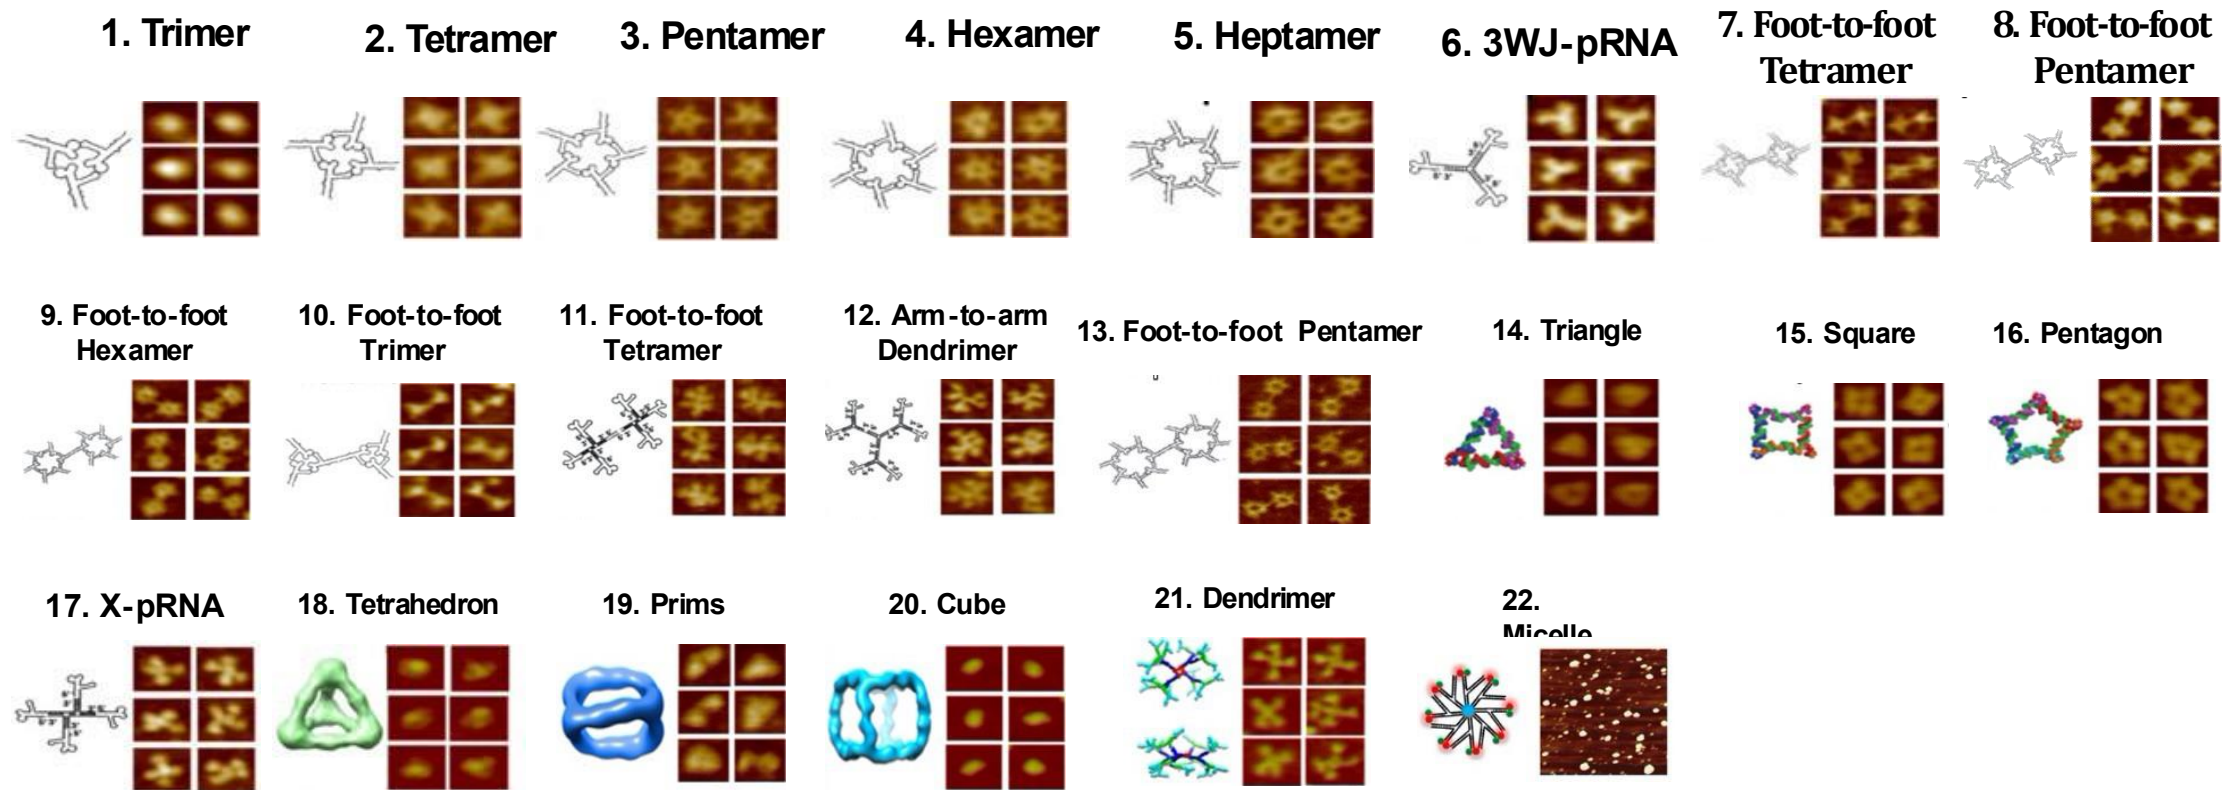 1. Trimer
2. Tetramer
3. Pentamer
4. Hexamer
5. Heptamer
6. 3WJ-pRNA
7. Foot-to-foot
Tetramer
8. Foot-to-foot
Pentamer
9. Foot-to-foot
Hexamer
10. Foot-to-foot
Trimer
11. Foot-to-foot
Tetramer
12. Arm-to-arm
Dendrimer
13. Foot-to-foot Pentamer
14. Triangle
15. Square
16. Pentagon
17. X-pRNA
18. Tetrahedron
19. Prims
20. Cube
21. Dendrimer
22.
Micelle